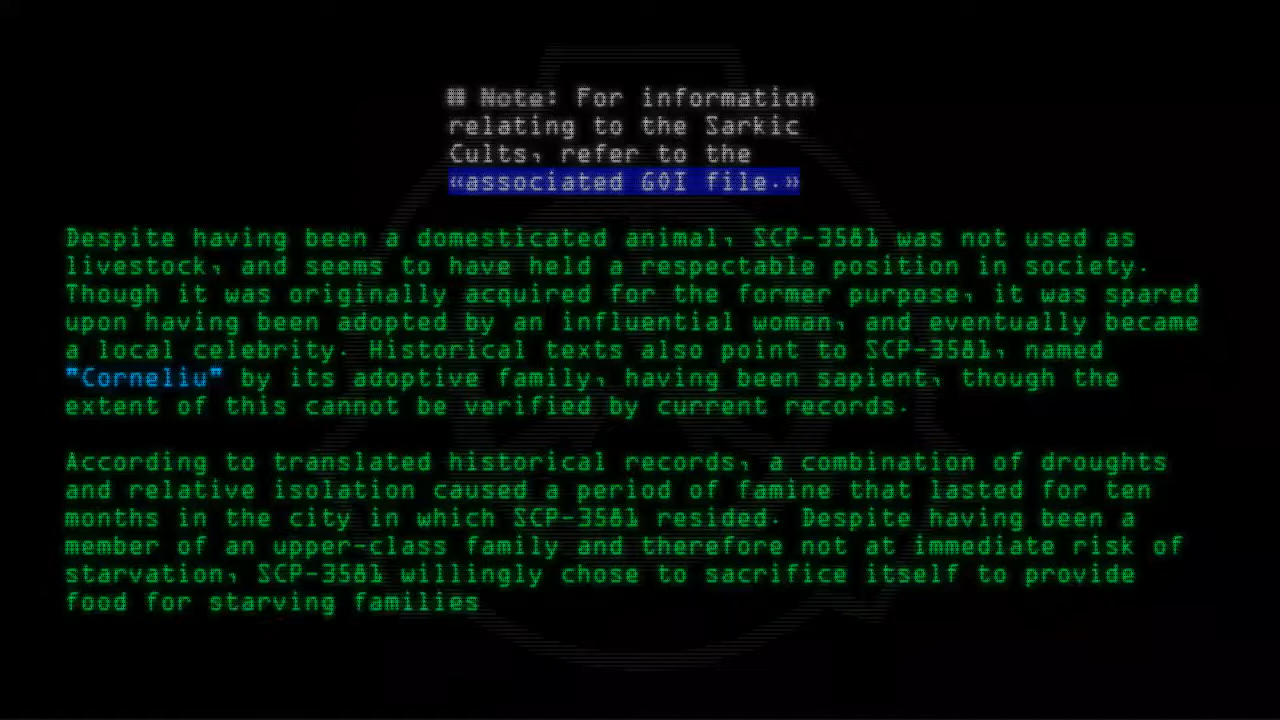 Note: For information
relating to the Sarkic
Cults, refer to the
«associated GOI file.»
Despite having been a domesticated animal, SCP-3581 was not used as
livestock, and seems to have held a respectable position in society.
Though it was originally acquired for the former purpose, it was spared
upon having been adopted by an influential woman, and eventually became
a local celebrity. Historical texts also point to SCP-3581, named
"Corneliu" by its adoptive family, having been sapient, though the
extent of this cannot be verified by current records.
According to translated historical records, a combination of droughts
and relative isolation caused a period of famine that lasted for ten
months in the city in which SCP-3581 resided. Despite having been a
member of an upper-class family and therefore not at immediate risk of
starvation, SCP-3581 willingly chose to sacrifice itself to provide
food for starving families